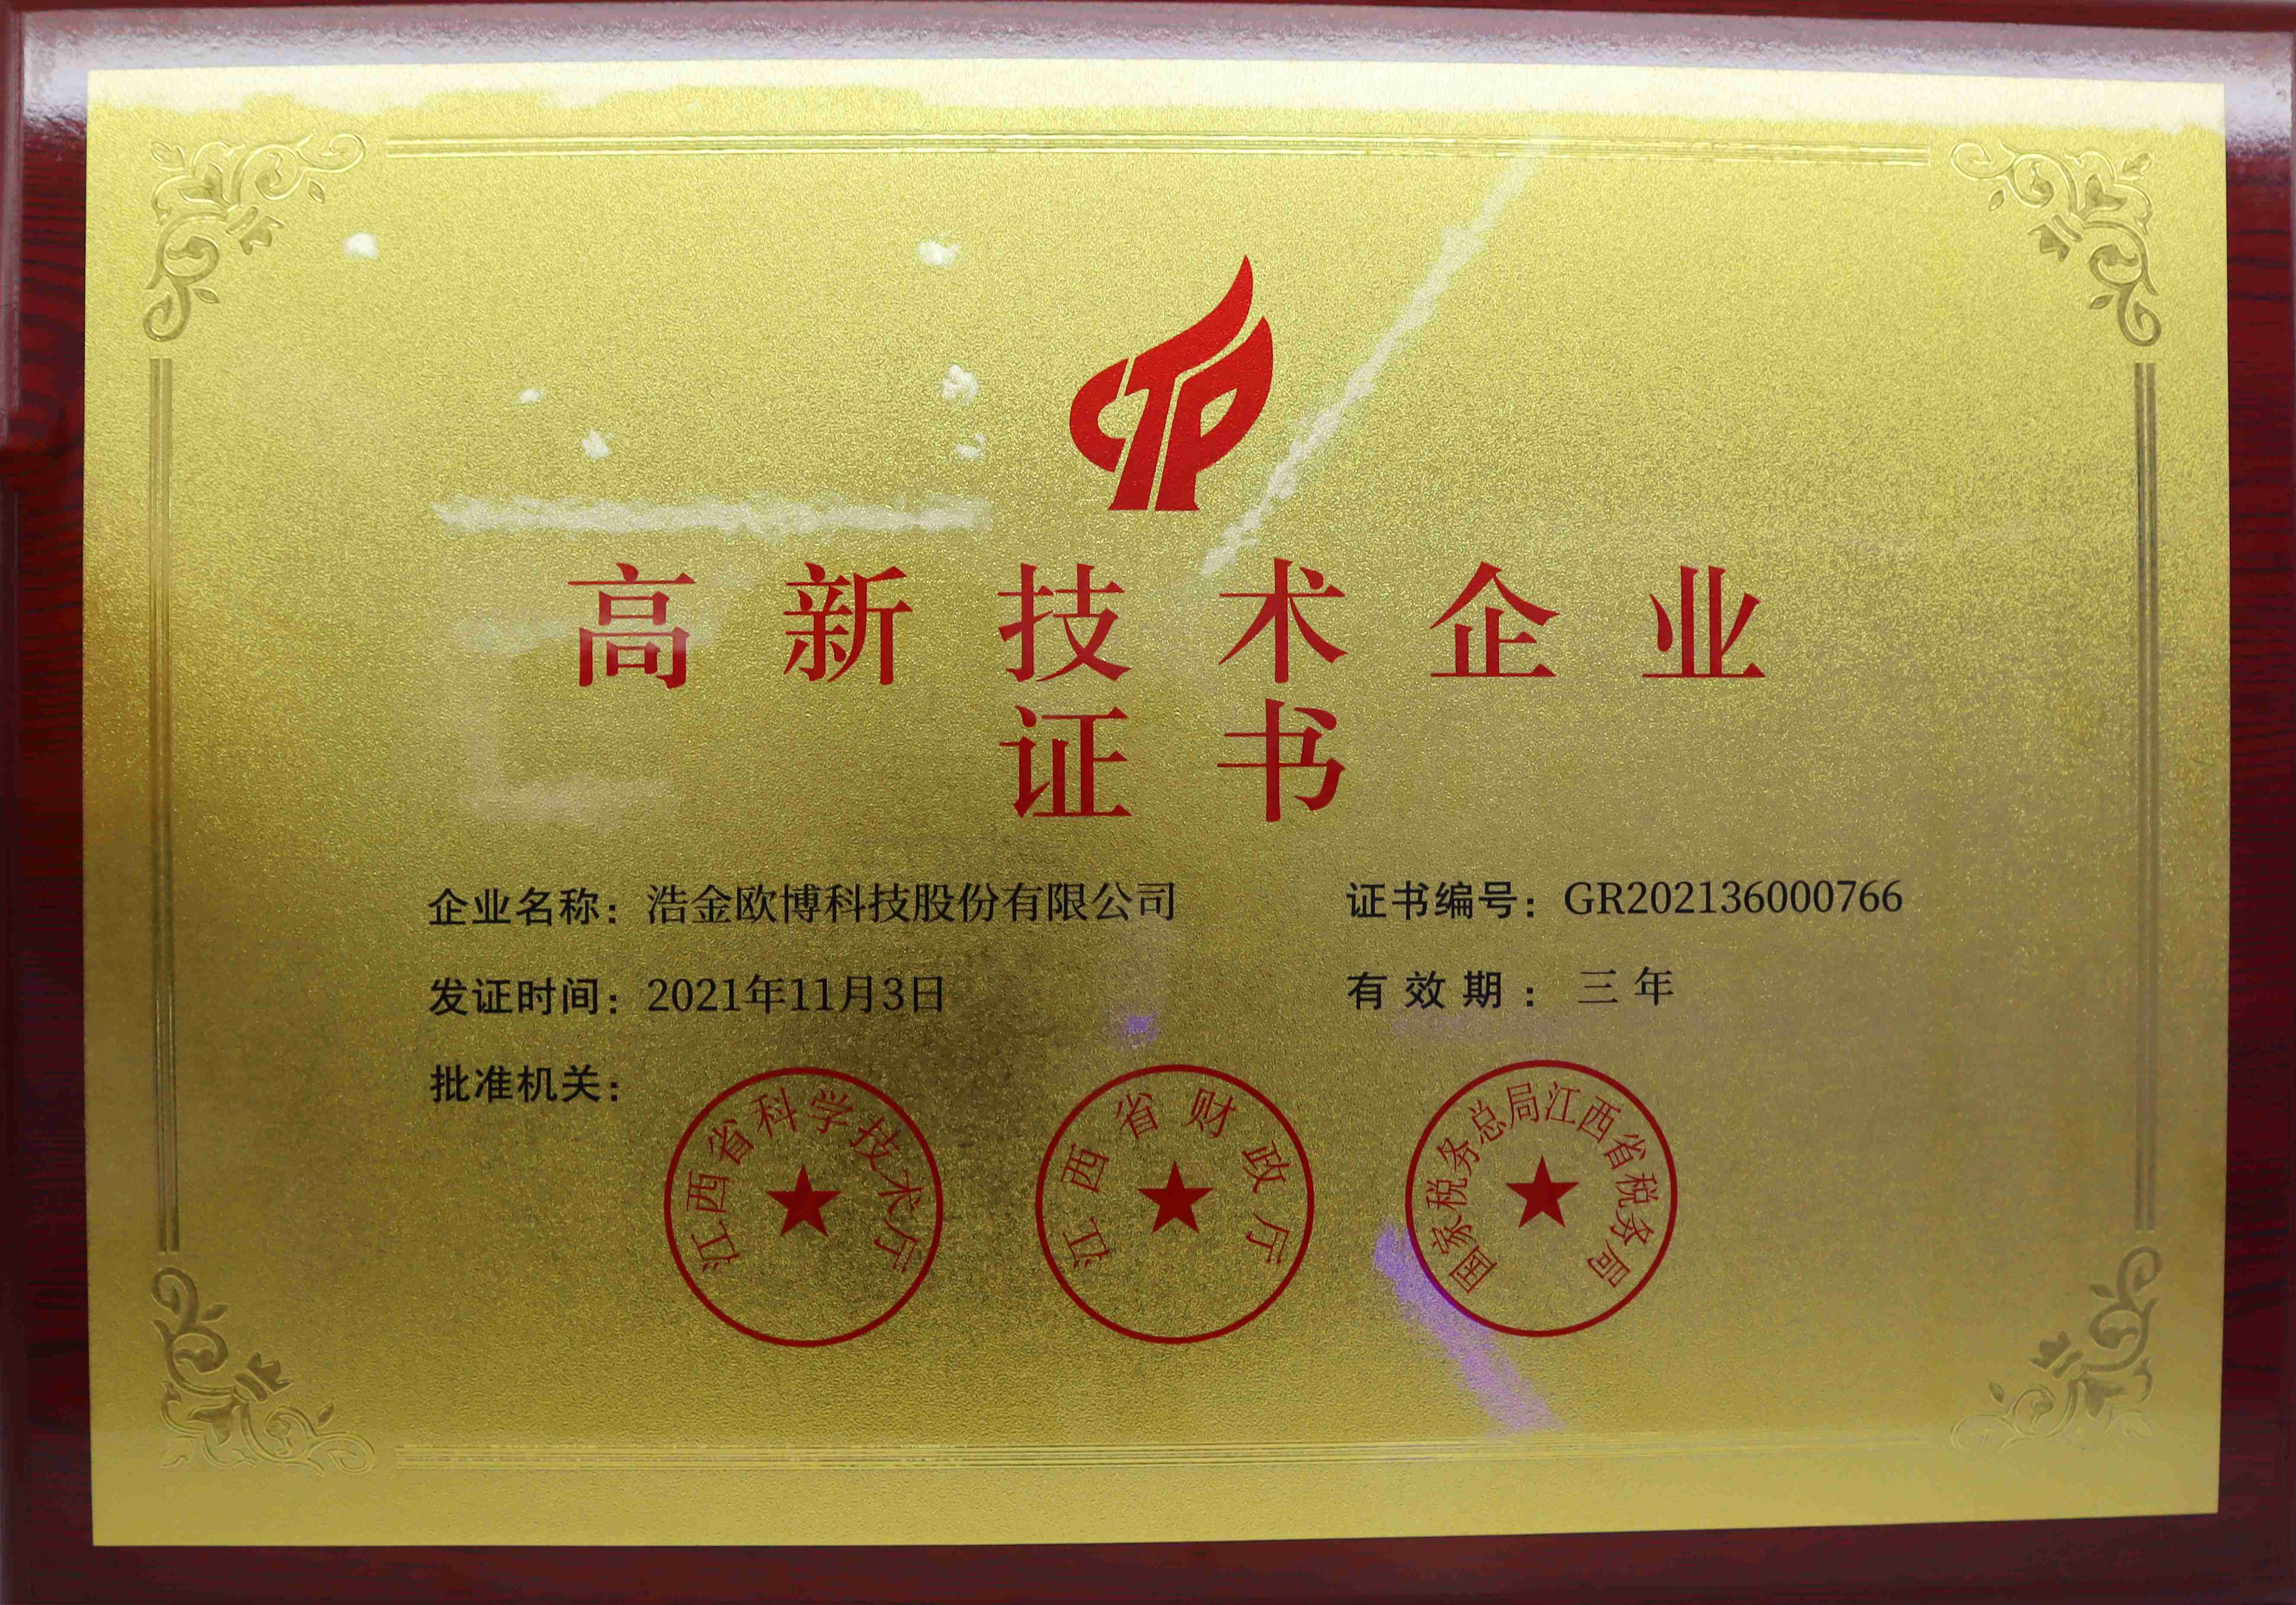 CTP
高新技术企业
证书
企业名称：浩金欧博科技股份有限公司 证书编号：GR202136000766
发证时间：2021年11月3日 有效期：三年
批准机关：
江西省科学技术厅
江西省财政厅
国家税务总局江西省税务局